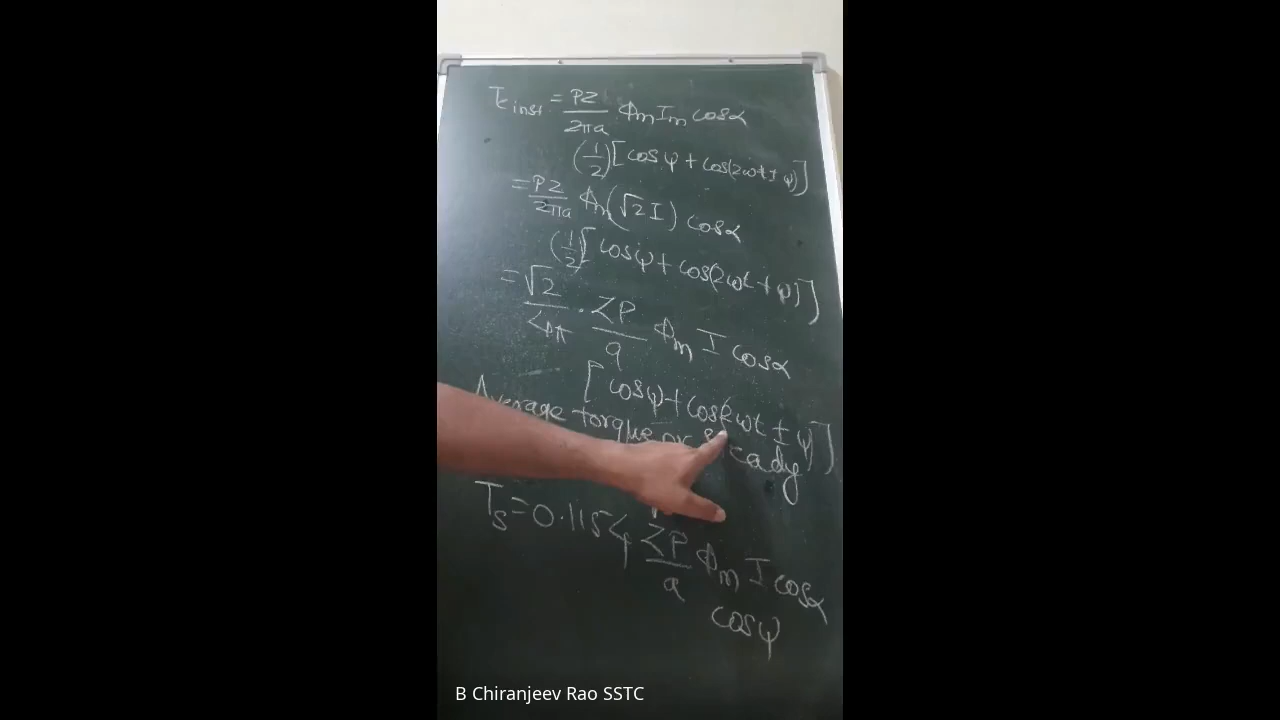 Te inst. = PZ/2πa ϕm Im cosα
(1/2)[cosψ + cos(2ωt ± ψ)]
= PZ/2πa ϕm(√2 I) cosα
(1/2)[cosψ + cos(2ωt ± ψ)]
= √2/4π · ZP/a ϕm I cosα
[cosψ + cos(2ωt ± ψ)]
Average torque or steady
Ts = 0.1125 ZP/a ϕm I cosα
cosψ
B Chiranjeev Rao SSTC